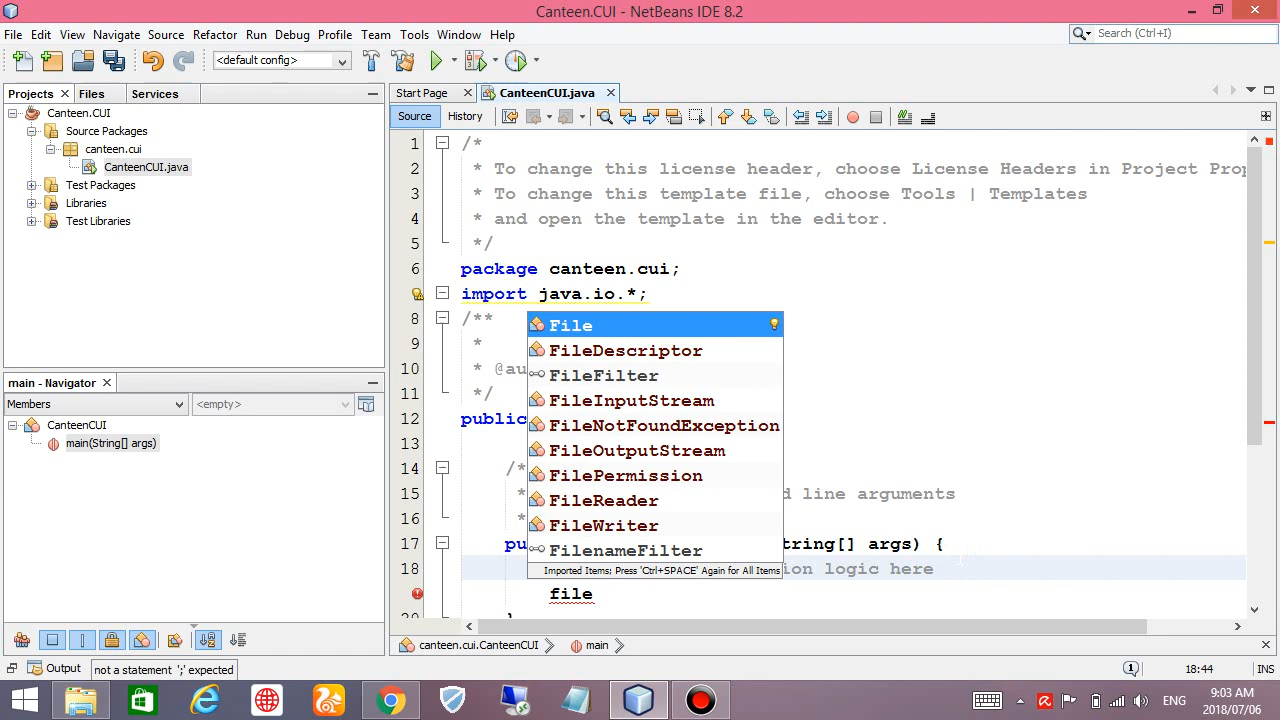 Canteen.CUI - NetBeans IDE 8.2
File Edit View Navigate Source Refactor Run Debug Profile Team Tools Window Help
Search (Ctrl+I)
<default config>
Projects Files Services
Canteen.CUI
Source Packages
canteen.cui
CanteenCUI.java
Test Packages
Libraries
Test Libraries
main - Navigator
Members <empty>
CanteenCUI
main(String[] args)
Start Page CanteenCUI.java
Source History
1 /*
2 * To change this license header, choose License Headers in Project Prop
3 * To change this template file, choose Tools | Templates
4 * and open the template in the editor.
5 */
6 package canteen.cui;
import java.io.*;
8 /**
9 *
10 * @au
11 */
12 public
13
14 /*
15 * d line arguments
16 *
17 pu tring[] args) {
18 ion logic here
file
20 }
File
FileDescriptor
FileFilter
FileInputStream
FileNotFoundException
FileOutputStream
FilePermission
FileReader
FileWriter
FilenameFilter
Imported Items; Press 'Ctrl+SPACE' Again for All Items
canteen.cui.CanteenCUI main
Output not a statement ';' expected
1 18:44 INS
ENG 9:03 AM
2018/07/06